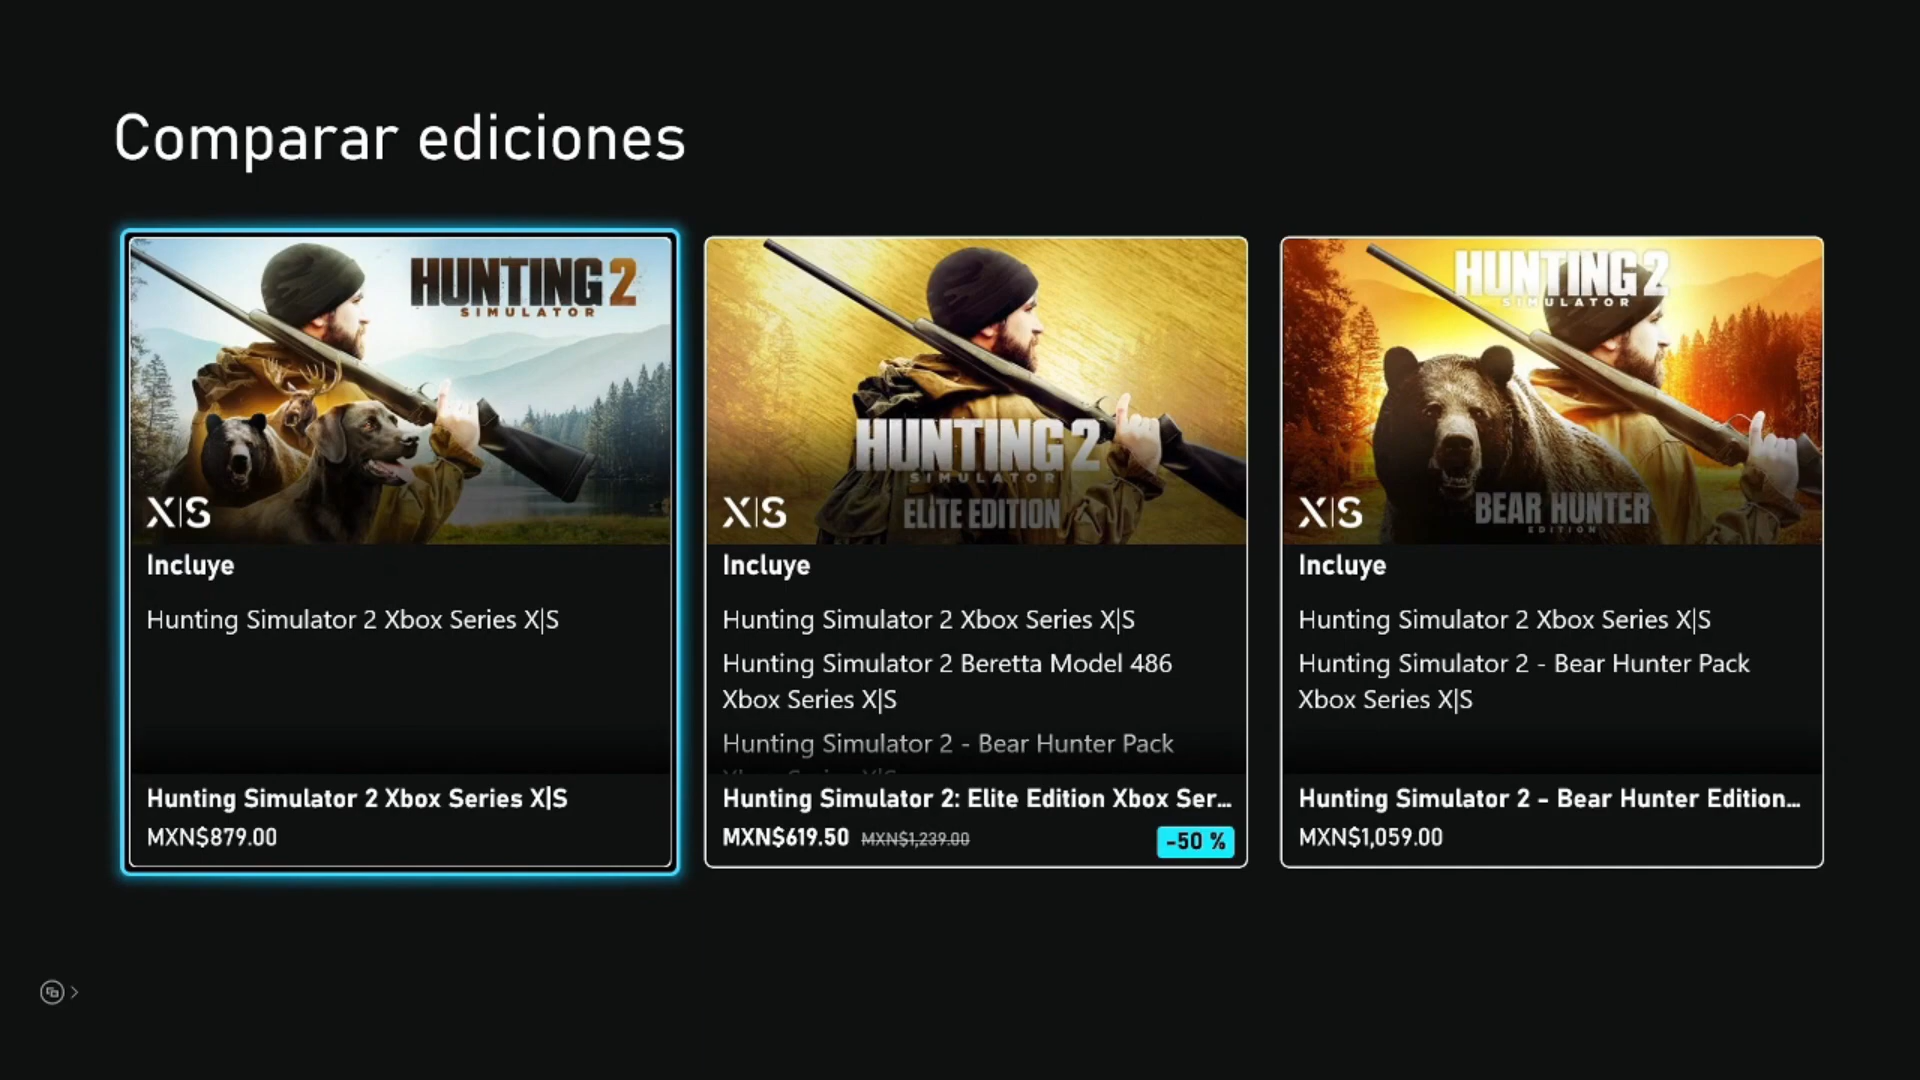 Comparar ediciones
HUNTING 2
SIMULATOR
X|S
Incluye
Hunting Simulator 2 Xbox Series X|S
Hunting Simulator 2 Xbox Series X|S
MXN$879.00
HUNTING 2
SIMULATOR
ELITE EDITION
X|S
Incluye
Hunting Simulator 2 Xbox Series X|S
Hunting Simulator 2 Beretta Model 486
Xbox Series X|S
Hunting Simulator 2 - Bear Hunter Pack
Hunting Simulator 2: Elite Edition Xbox Ser...
MXN$619.50 MXN$1,239.00
-50 %
HUNTING 2
SIMULATOR
BEAR HUNTER
EDITION
X|S
Incluye
Hunting Simulator 2 Xbox Series X|S
Hunting Simulator 2 - Bear Hunter Pack
Xbox Series X|S
Hunting Simulator 2 - Bear Hunter Edition...
MXN$1,059.00